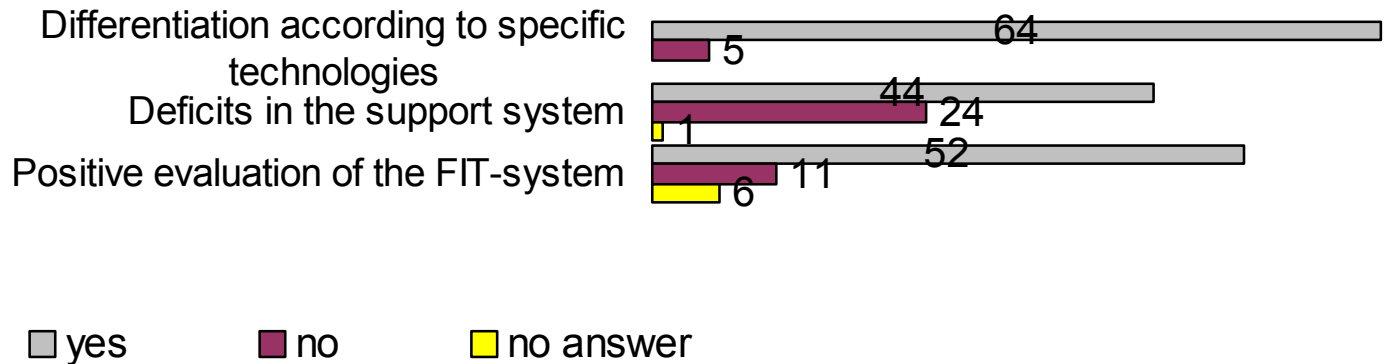 Differentiation according to specific
technologies
64
5
Deficits in the support system
44
24
1
Positive evaluation of the FIT-system
52
11
6
yes
no
no answer